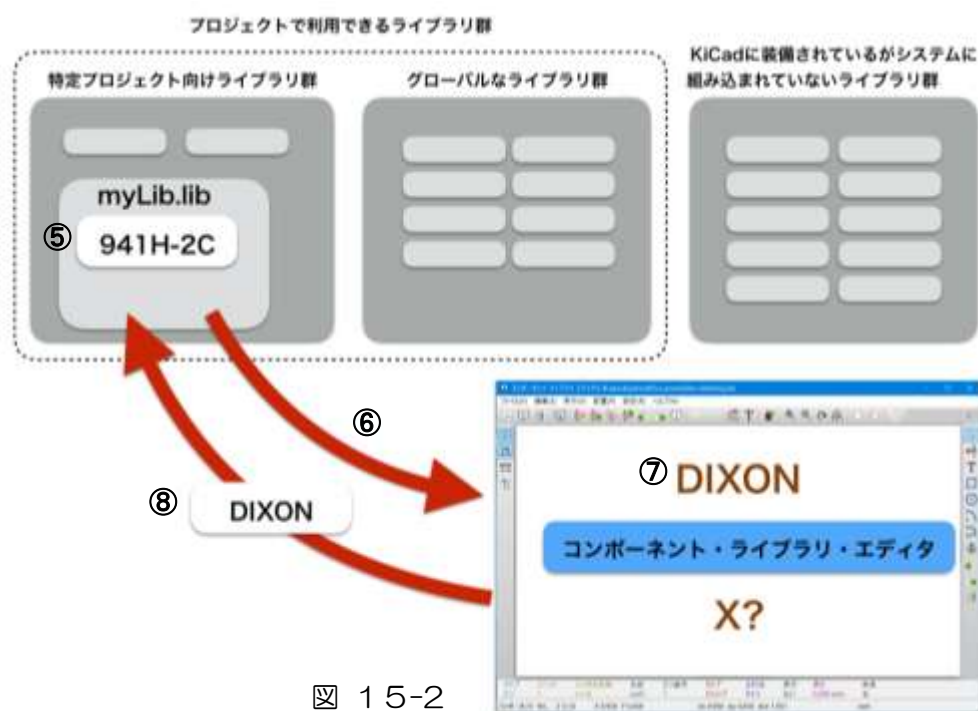 プロジェクトで利用できるライブラリ群
特定プロジェクト向けライブラリ群
グローバルなライブラリ群
KiCadに装備されているがシステムに
組み込まれていないライブラリ群
myLib.lib
⑤
941H-2C
⑥
⑦
DIXON
⑧
DIXON
コンポーネント・ライブラリ・エディタ
X?
図 15-2